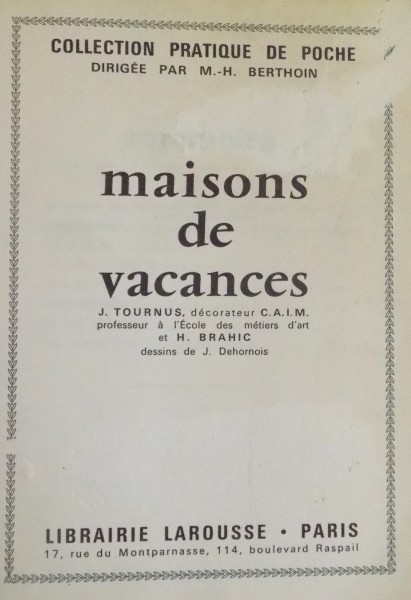 COLLECTION PRATIQUE DE POCHE
DIRIGÉE PAR M.-H. BERTHOIN
maisons
de
vacances
J. TOURNUS, décorateur C.A.I.M.
professeur à l'École des métiers d'art
et H. BRAHIC
dessins de J. Dehornois
LIBRAIRIE LAROUSSE • PARIS
17, rue du Montparnasse, 114, boulevard Raspail